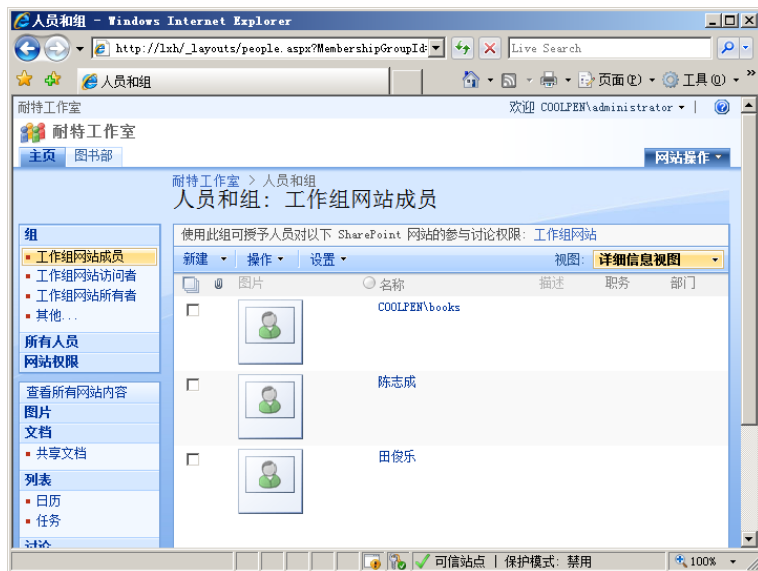 人员和组 - Windows Internet Explorer
http://lxh/_layouts/people.aspx?MembershipGroupId
Live Search
人员和组
页面(P)
工具(O)
耐特工作室
欢迎 COOLPEN\administrator
耐特工作室
主页
图书部
网站操作
耐特工作室 > 人员和组
人员和组: 工作组网站成员
组
工作组网站成员
工作组网站访问者
工作组网站所有者
其他...
所有人员
网站权限
查看所有网站内容
图片
文档
共享文档
列表
日历
任务
讨论
使用此组可授予人员对以下 SharePoint 网站的参与讨论权限: 工作组网站
新建
操作
设置
视图: 详细信息视图
图片
名称
描述
职务
部门
COOLPEN\books
陈志成
田俊乐
可信站点 | 保护模式: 禁用
100%